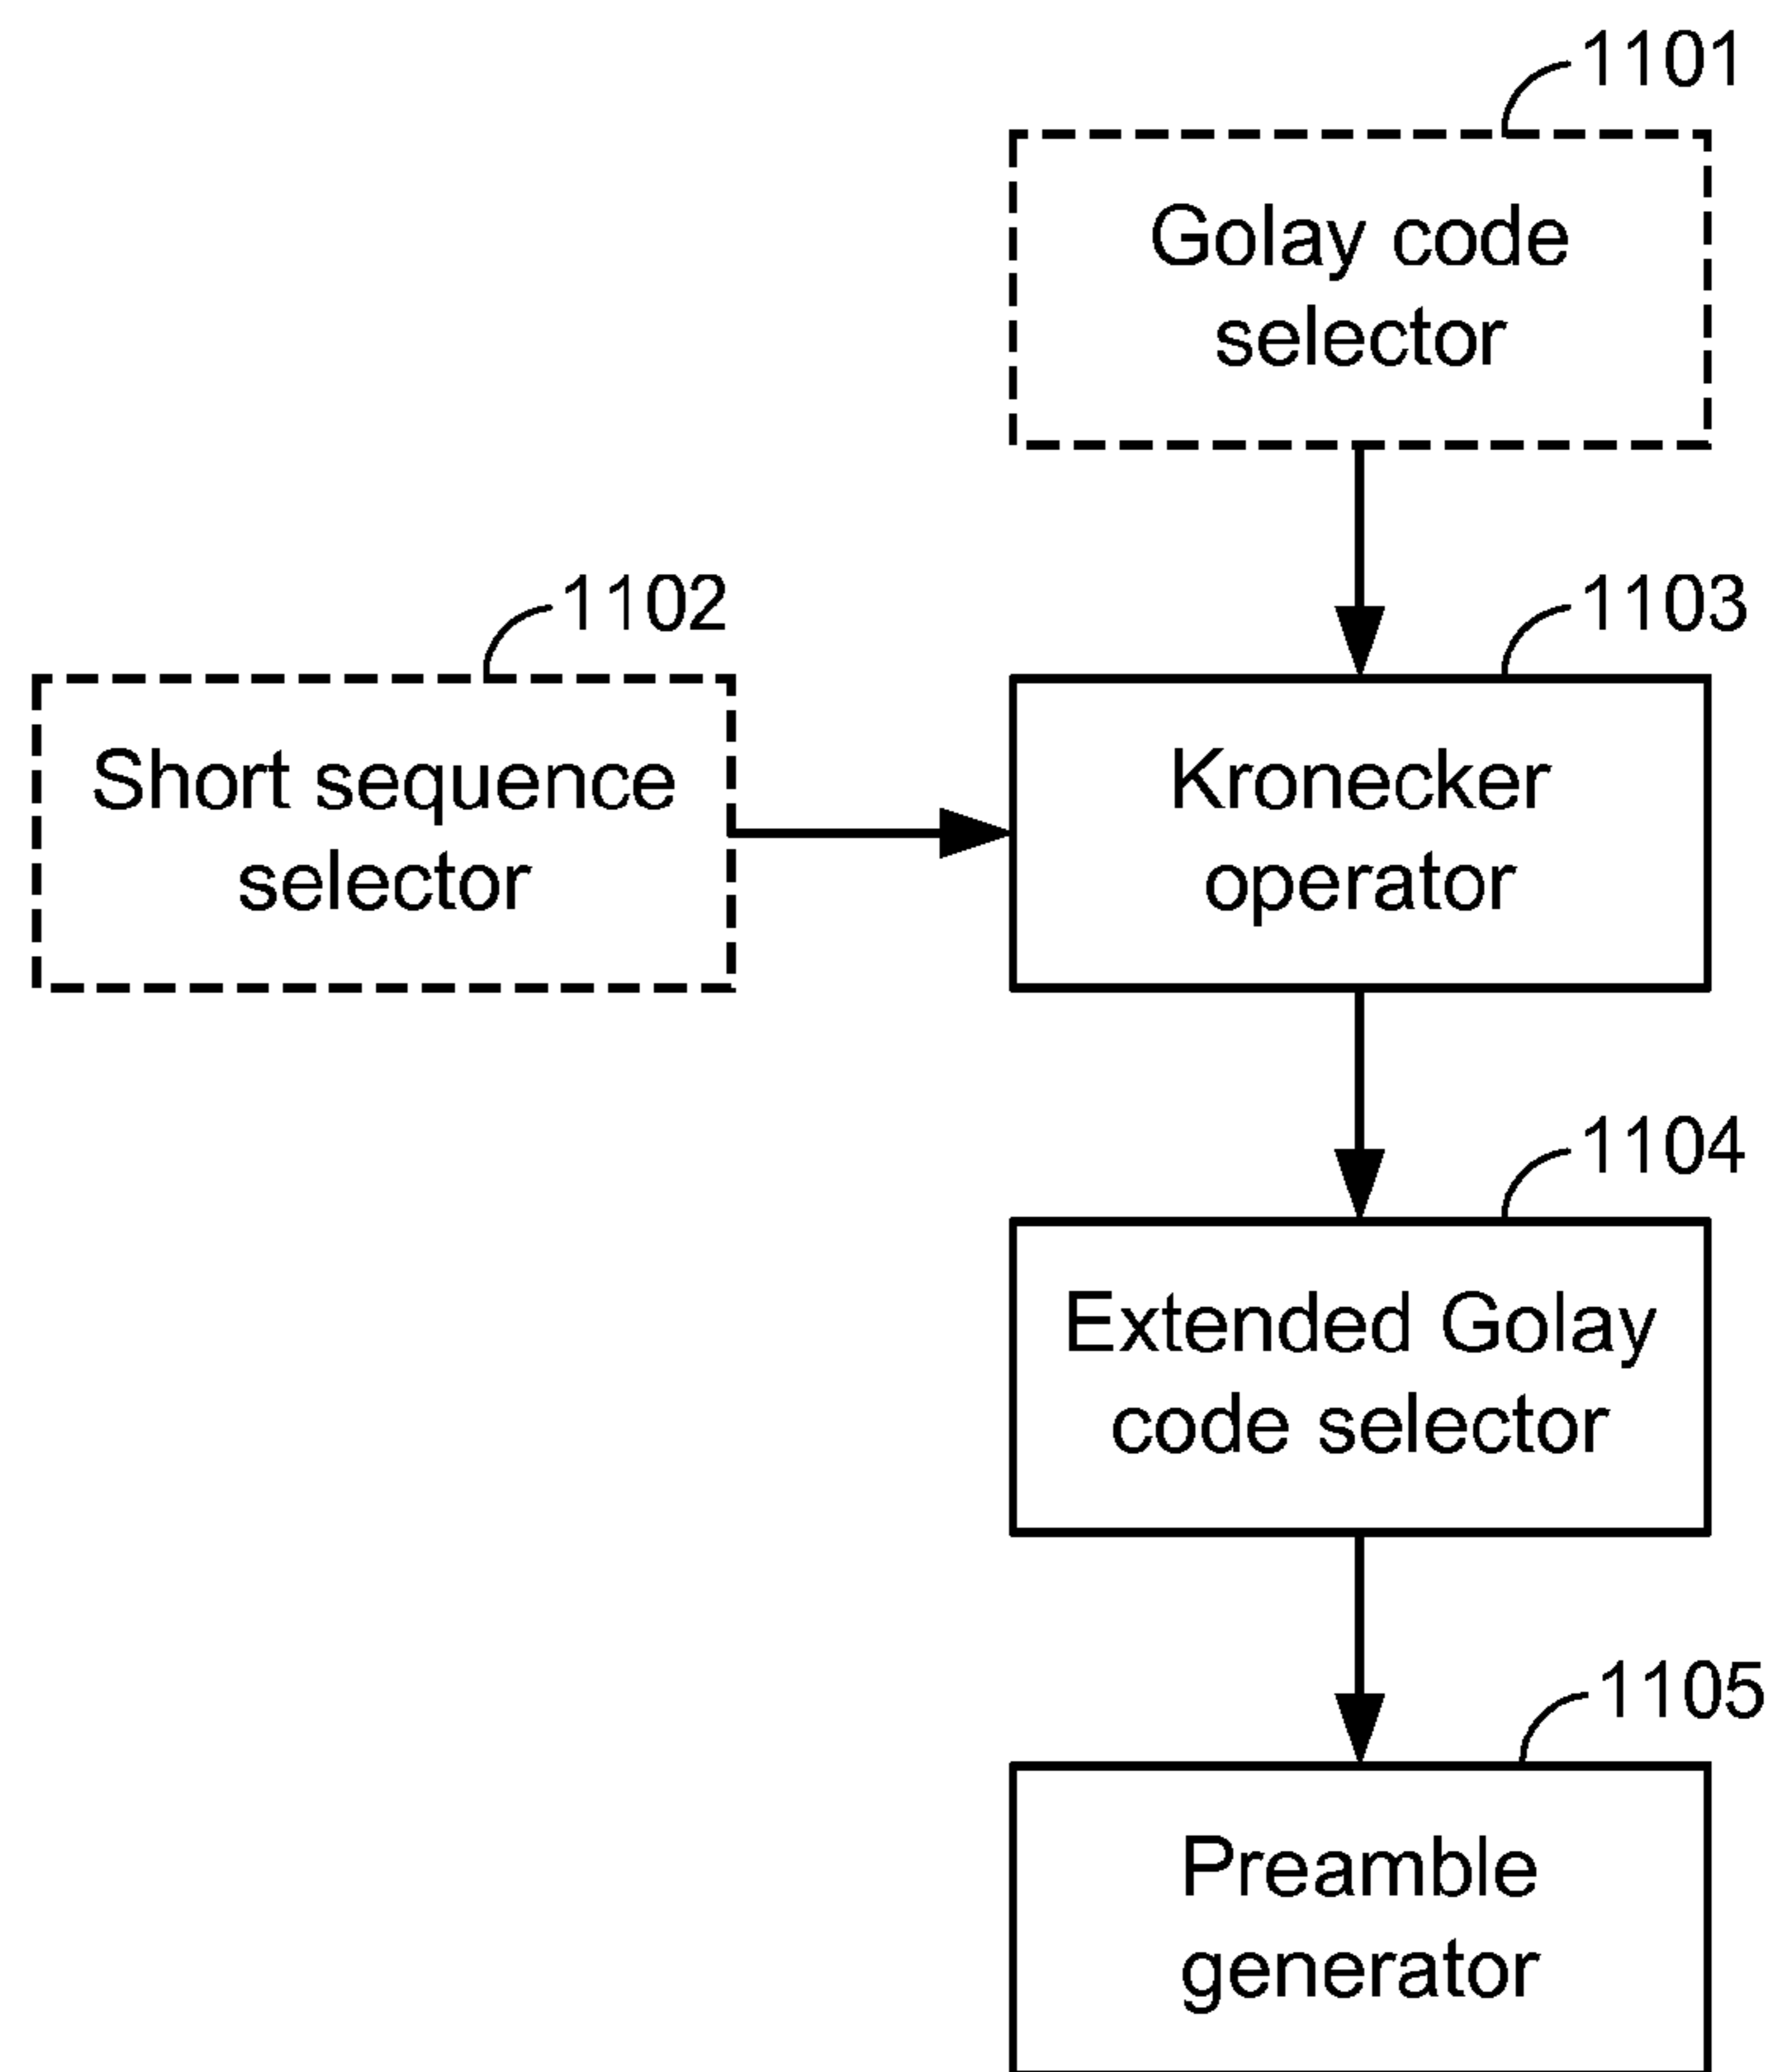 1101
Golay code
selector
1102
Short sequence
selector
1103
Kronecker
operator
1104
Extended Golay
code selector
1105
Preamble
generator